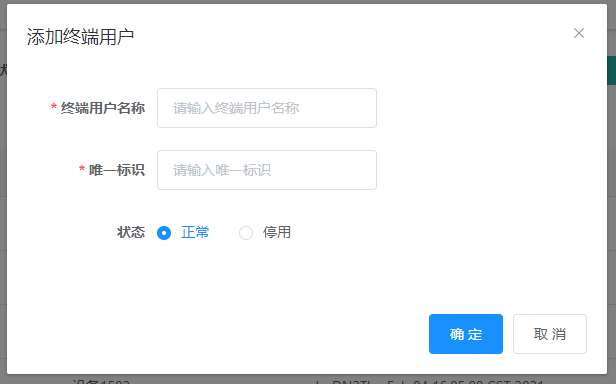 添加终端用户
* 终端用户名称 请输入终端用户名称
* 唯一标识 请输入唯一标识
状态 正常 停用
确 定 取 消